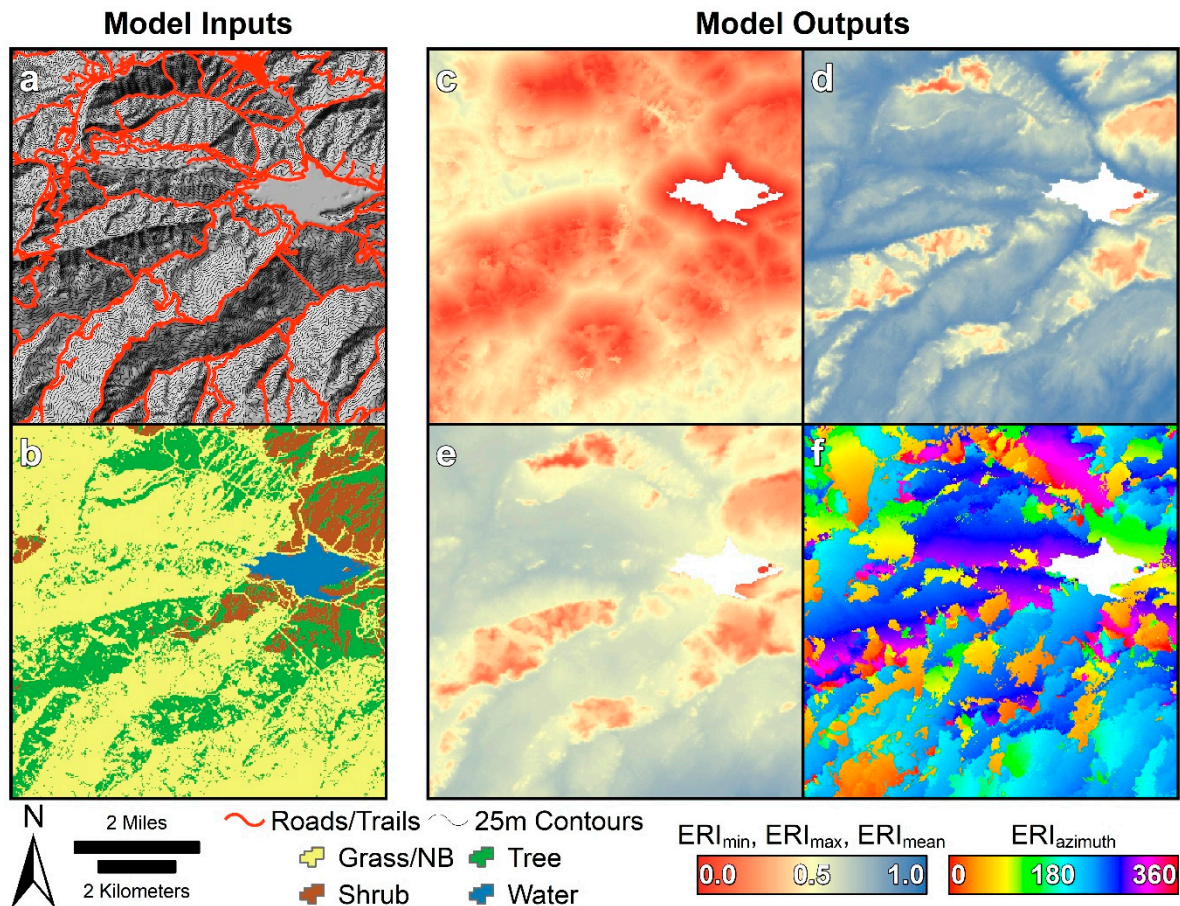 Model Inputs
Model Outputs
a
c
d
b
e
f
N
2 Miles
2 Kilometers
Roads/Trails
25m Contours
Grass/NB
Tree
Shrub
Water
ERImin, ERImax, ERImean
0.0 0.5 1.0
ERIazimuth
0 180 360